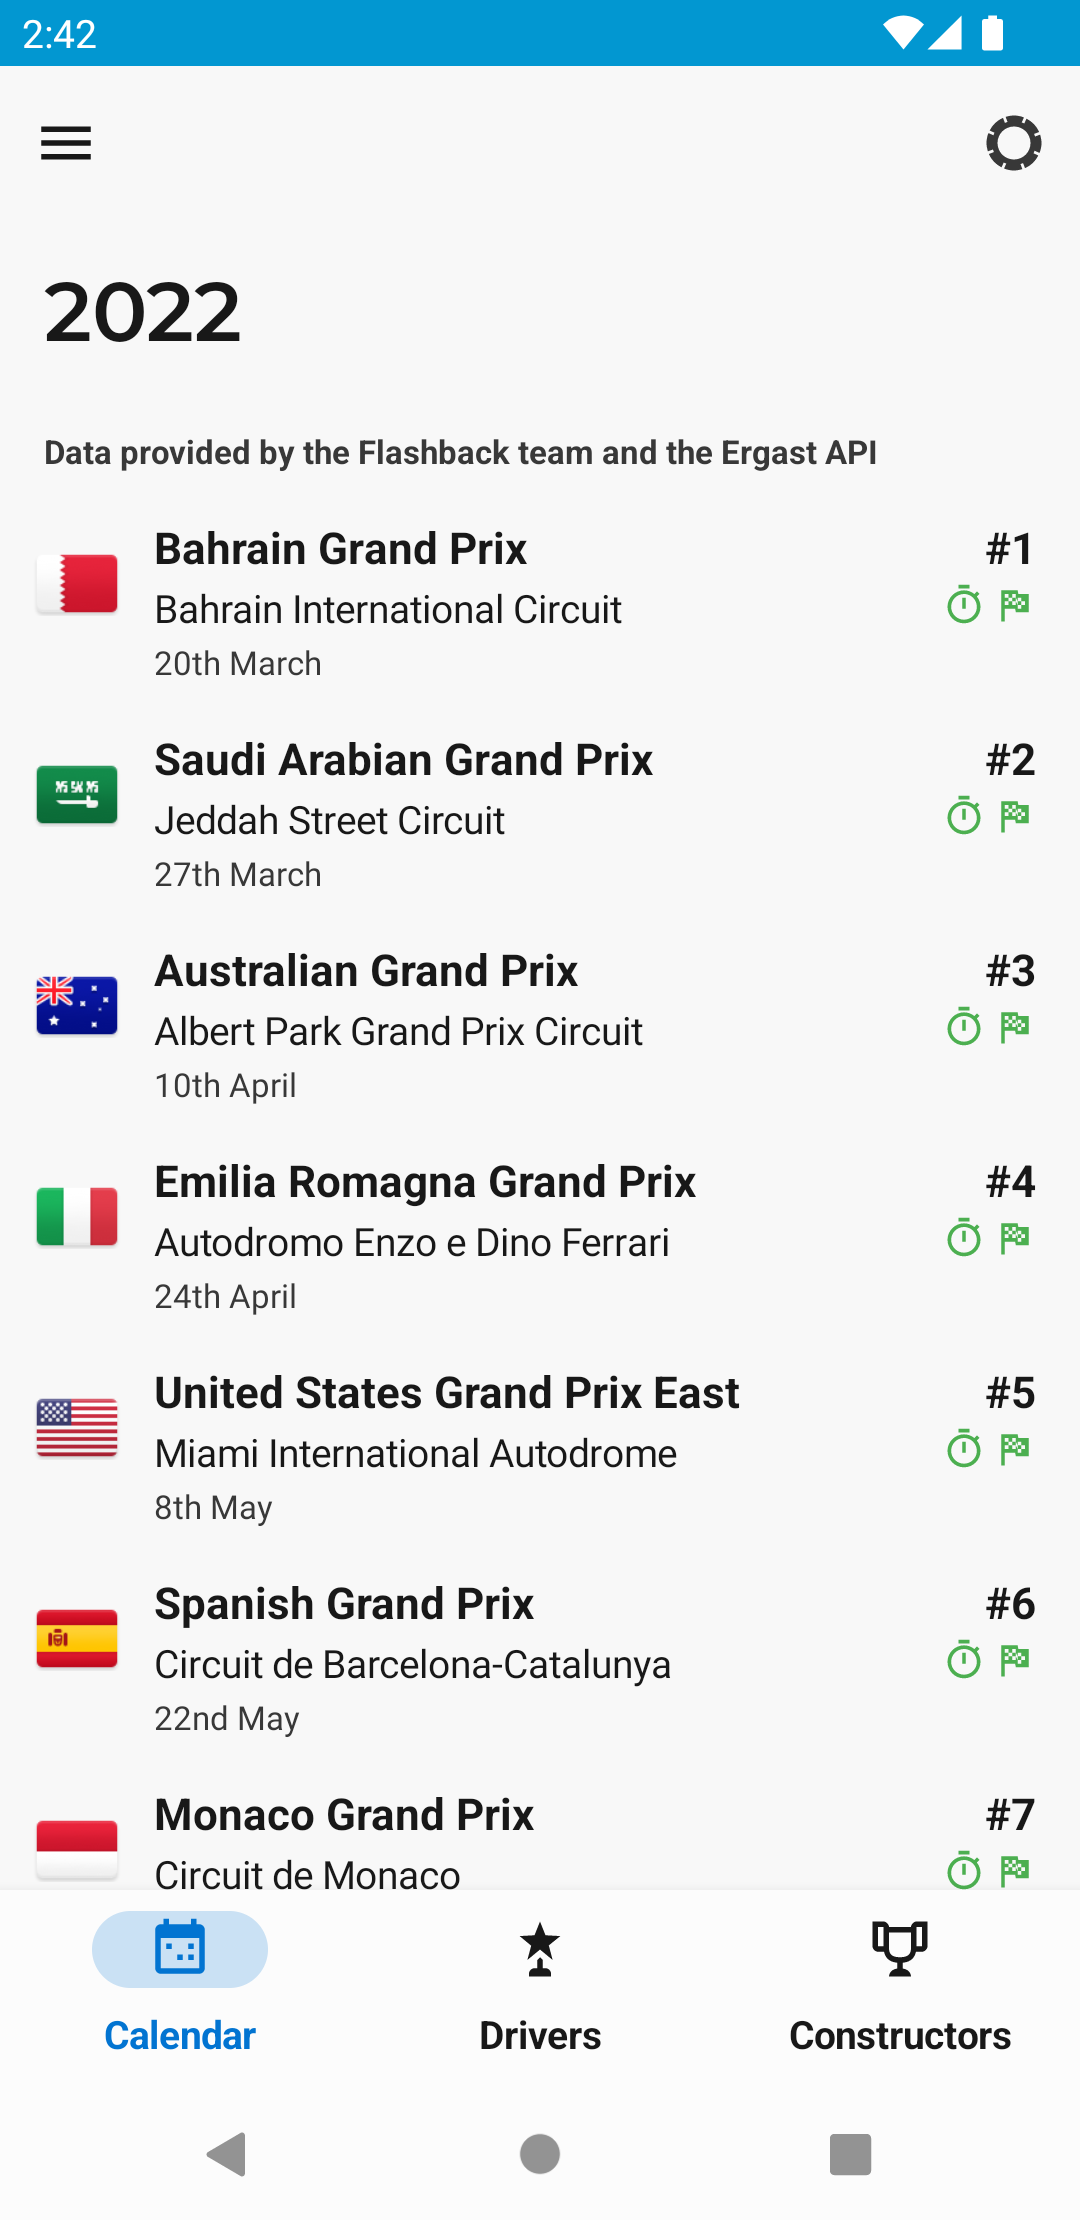 2:42
2022
Data provided by the Flashback team and the Ergast API
Bahrain Grand Prix
#1
Bahrain International Circuit
20th March
Saudi Arabian Grand Prix
#2
Jeddah Street Circuit
27th March
Australian Grand Prix
#3
Albert Park Grand Prix Circuit
10th April
Emilia Romagna Grand Prix
#4
Autodromo Enzo e Dino Ferrari
24th April
United States Grand Prix East
#5
Miami International Autodrome
8th May
Spanish Grand Prix
#6
Circuit de Barcelona-Catalunya
22nd May
Monaco Grand Prix
#7
Circuit de Monaco
Calendar
Drivers
Constructors